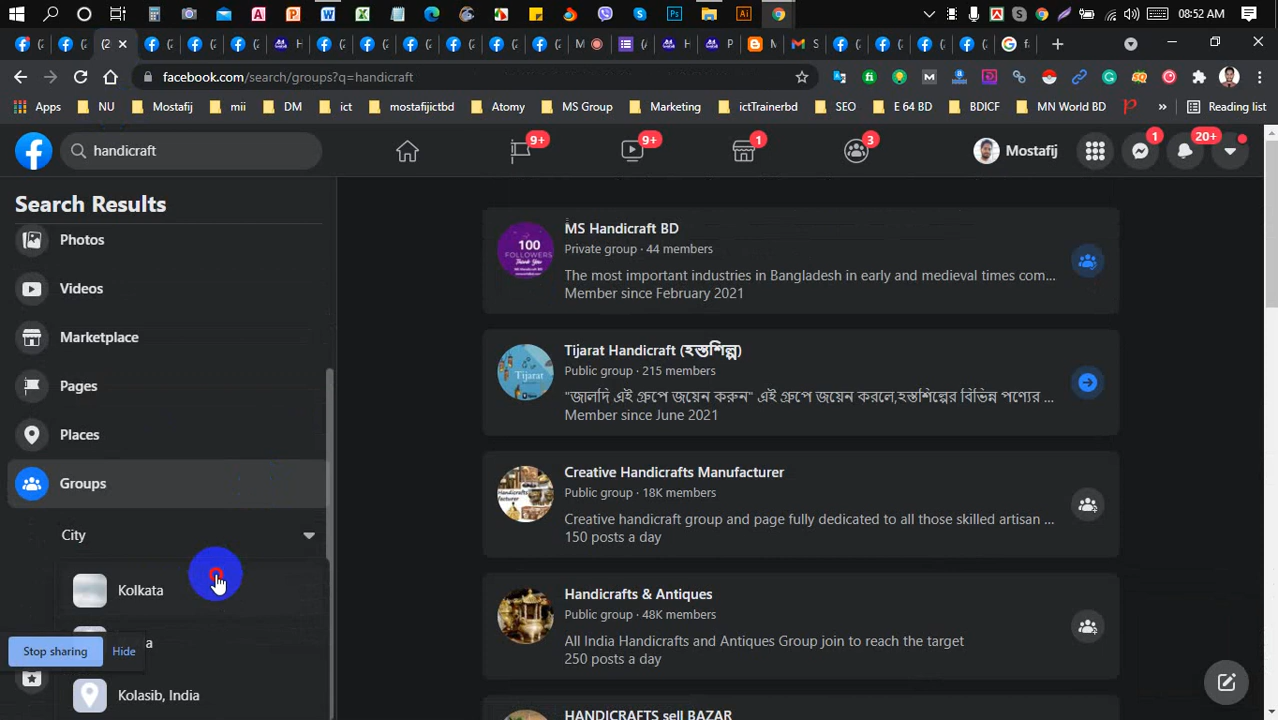 08:52 AM
facebook.com/search/groups?q=handicraft
Apps NU Mostafij mii DM ict mostafijictbd Atomy MS Group Marketing ictTrainerbd SEO E 64 BD BDICF MN World BD » Reading list
handicraft
9+ 9+ 1 3 Mostafij 1 20+
Search Results
Photos
Videos
Marketplace
Pages
Places
Groups
City
Kolkata
a
Stop sharing Hide
Kolasib, India
100
FOLLOWERS
Thank You
MS Handicraft BD
Private group · 44 members
The most important industries in Bangladesh in early and medieval times com...
Member since February 2021
Tijarat
Tijarat Handicraft (হস্তশিল্প)
Public group · 215 members
"জালদি এই গ্রুপে জয়েন করুন" এই গ্রুপে জয়েন করলে,হস্তশিল্পের বিভিন্ন পণ্যের ...
Member since June 2021
Creative Handicrafts Manufacturer
Public group · 18K members
Creative handicraft group and page fully dedicated to all those skilled artisan ...
150 posts a day
Handicrafts & Antiques
Public group · 48K members
All India Handicrafts and Antiques Group join to reach the target
250 posts a day
HANDICRAFTS sell BAZAR